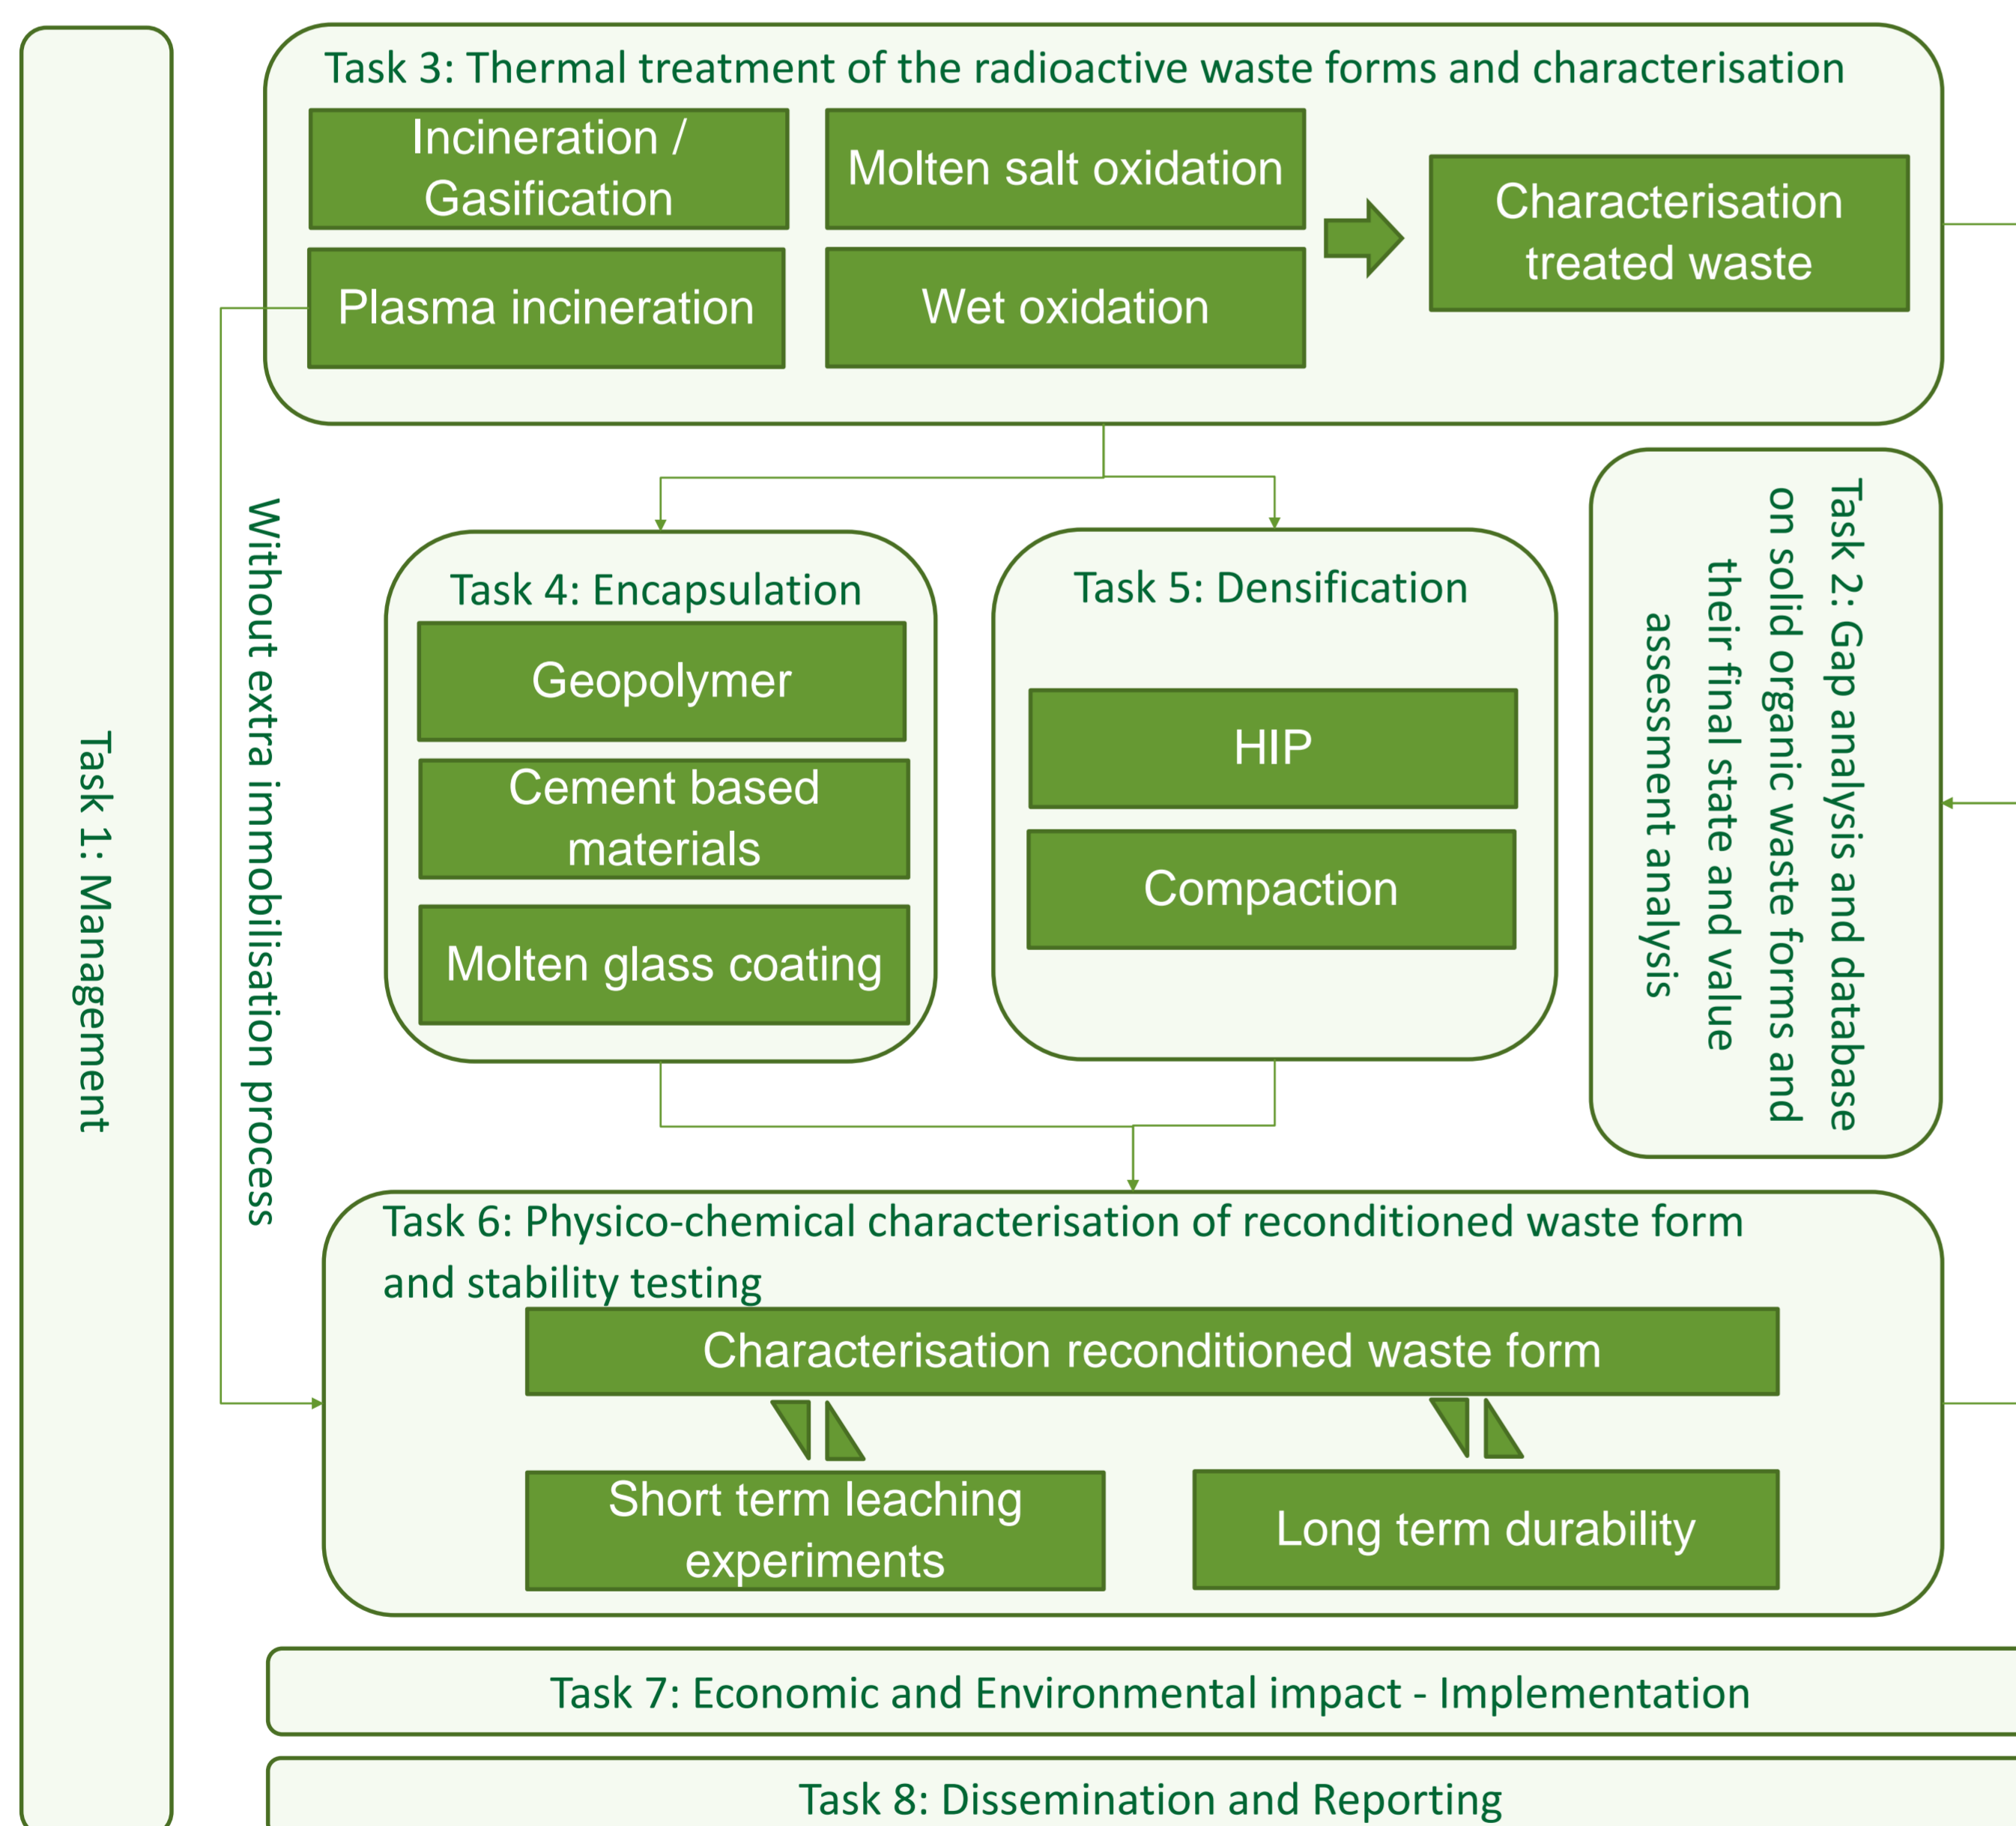 Task 1: Management
Task 3: Thermal treatment of the radioactive waste forms and characterisation
Incineration /
Gasification
Molten salt oxidation
Plasma incineration
Wet oxidation
Characterisation
treated waste
Without extra immobilisation process
Task 4: Encapsulation
Geopolymer
Cement based
materials
Molten glass coating
Task 5: Densification
HIP
Compaction
Task 2: Gap analysis and database
on solid organic waste forms and
their final state and value
assessment analysis
Task 6: Physico-chemical characterisation of reconditioned waste form
and stability testing
Characterisation reconditioned waste form
Short term leaching
experiments
Long term durability
Task 7: Economic and Environmental impact - Implementation
Task 8: Dissemination and Reporting